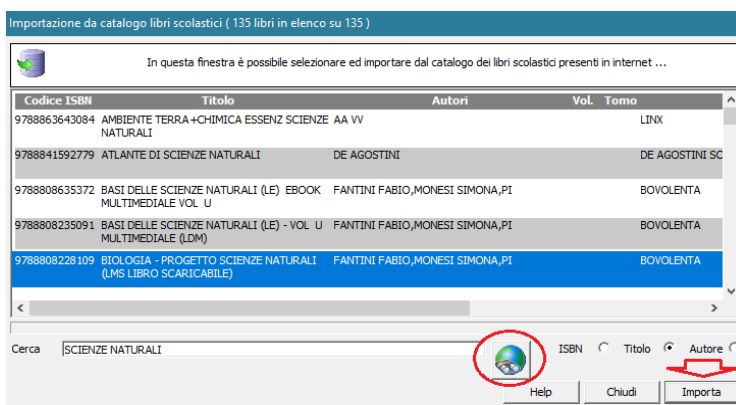 Importazione da catalogo libri scolastici ( 135 libri in elenco su 135 )
In questa finestra è possibile selezionare ed importare dal catalogo dei libri scolastici presenti in internet ...
Codice ISBN Titolo Autori Vol. Tomo
9788863643084 AMBIENTE TERRA+CHIMICA ESSENZ SCIENZE AA VV LINX
NATURALI
9788841592779 ATLANTE DI SCIENZE NATURALI DE AGOSTINI DE AGOSTINI SC
9788808635372 BASI DELLE SCIENZE NATURALI (LE) EBOOK FANTINI FABIO,MONESI SIMONA,PI BOVOLENTA
MULTIMEDIALE VOL U
9788808235091 BASI DELLE SCIENZE NATURALI (LE) - VOL U FANTINI FABIO,MONESI SIMONA,PI BOVOLENTA
MULTIMEDIALE (LDM)
9788808228109 BIOLOGIA - PROGETTO SCIENZE NATURALI FANTINI FABIO,MONESI SIMONA,PI BOVOLENTA
(LMS LIBRO SCARICABILE)
Cerca SCIENZE NATURALI ISBN Titolo Autore
Help Chiudi Importa